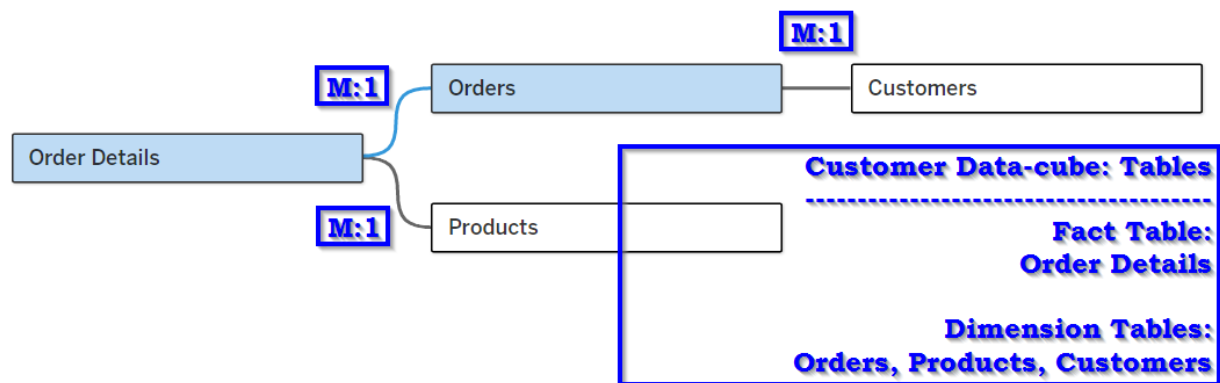 M:1
M:1
Orders
Customers
Order Details
Customer Data-cube: Tables
---------------------------------------
M:1
Products
Fact Table:
Order Details
Dimension Tables:
Orders, Products, Customers